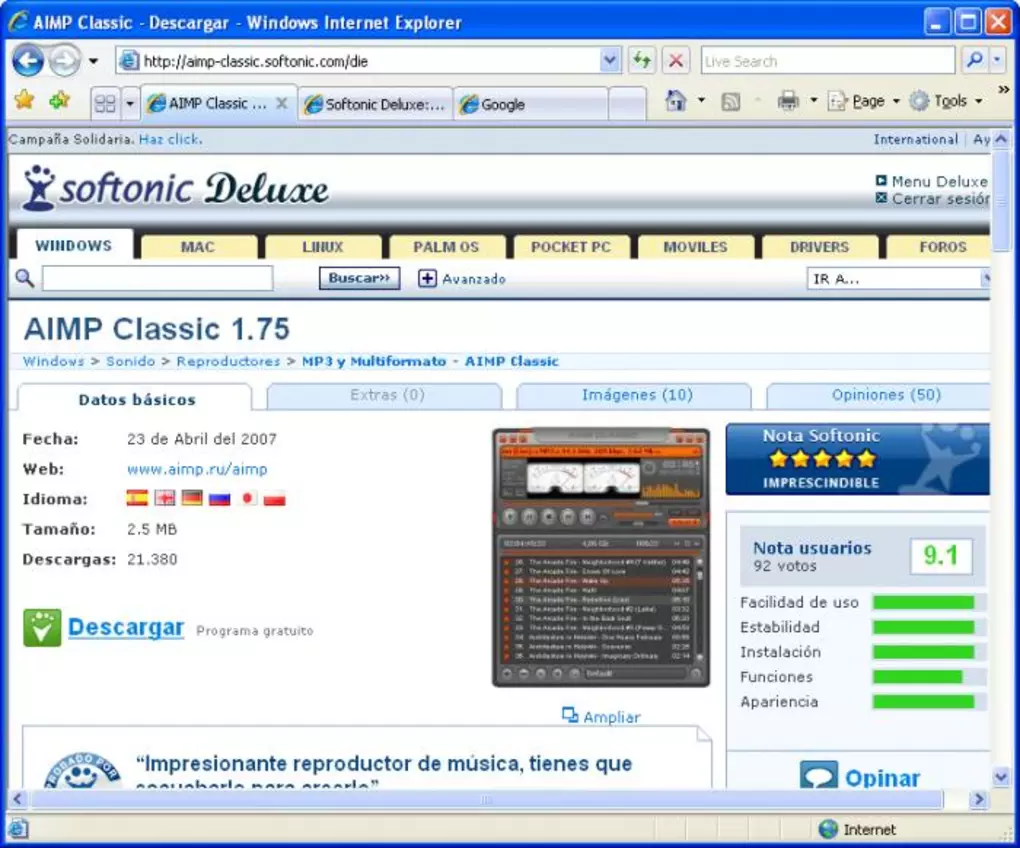 AIMP Classic - Descargar - Windows Internet Explorer
http://aimp-classic.softonic.com/die
Live Search
AIMP Classic ...
Softonic Deluxe:...
Google
Page
Tools
Campaña Solidaria. Haz click.
International | Ay
softonic Deluxe
Menu Deluxe
Cerrar sesión
WINDOWS
MAC
LINUX
PALM OS
POCKET PC
MOVILES
DRIVERS
FOROS
Buscar››
Avanzado
IR A...
AIMP Classic 1.75
Windows > Sonido > Reproductores > MP3 y Multiformato - AIMP Classic
Datos básicos
Extras (0)
Imágenes (10)
Opiniones (50)
Fecha: 23 de Abril del 2007
Web: www.aimp.ru/aimp
Idioma:
Tamaño: 2.5 MB
Descargas: 21.380
Descargar Programa gratuito
Ampliar
Nota Softonic
IMPRESCINDIBLE
Nota usuarios
92 votos
9.1
Facilidad de uso
Estabilidad
Instalación
Funciones
Apariencia
Opinar
"Impresionante reproductor de música, tienes que
escucharlo para creerlo"
Internet